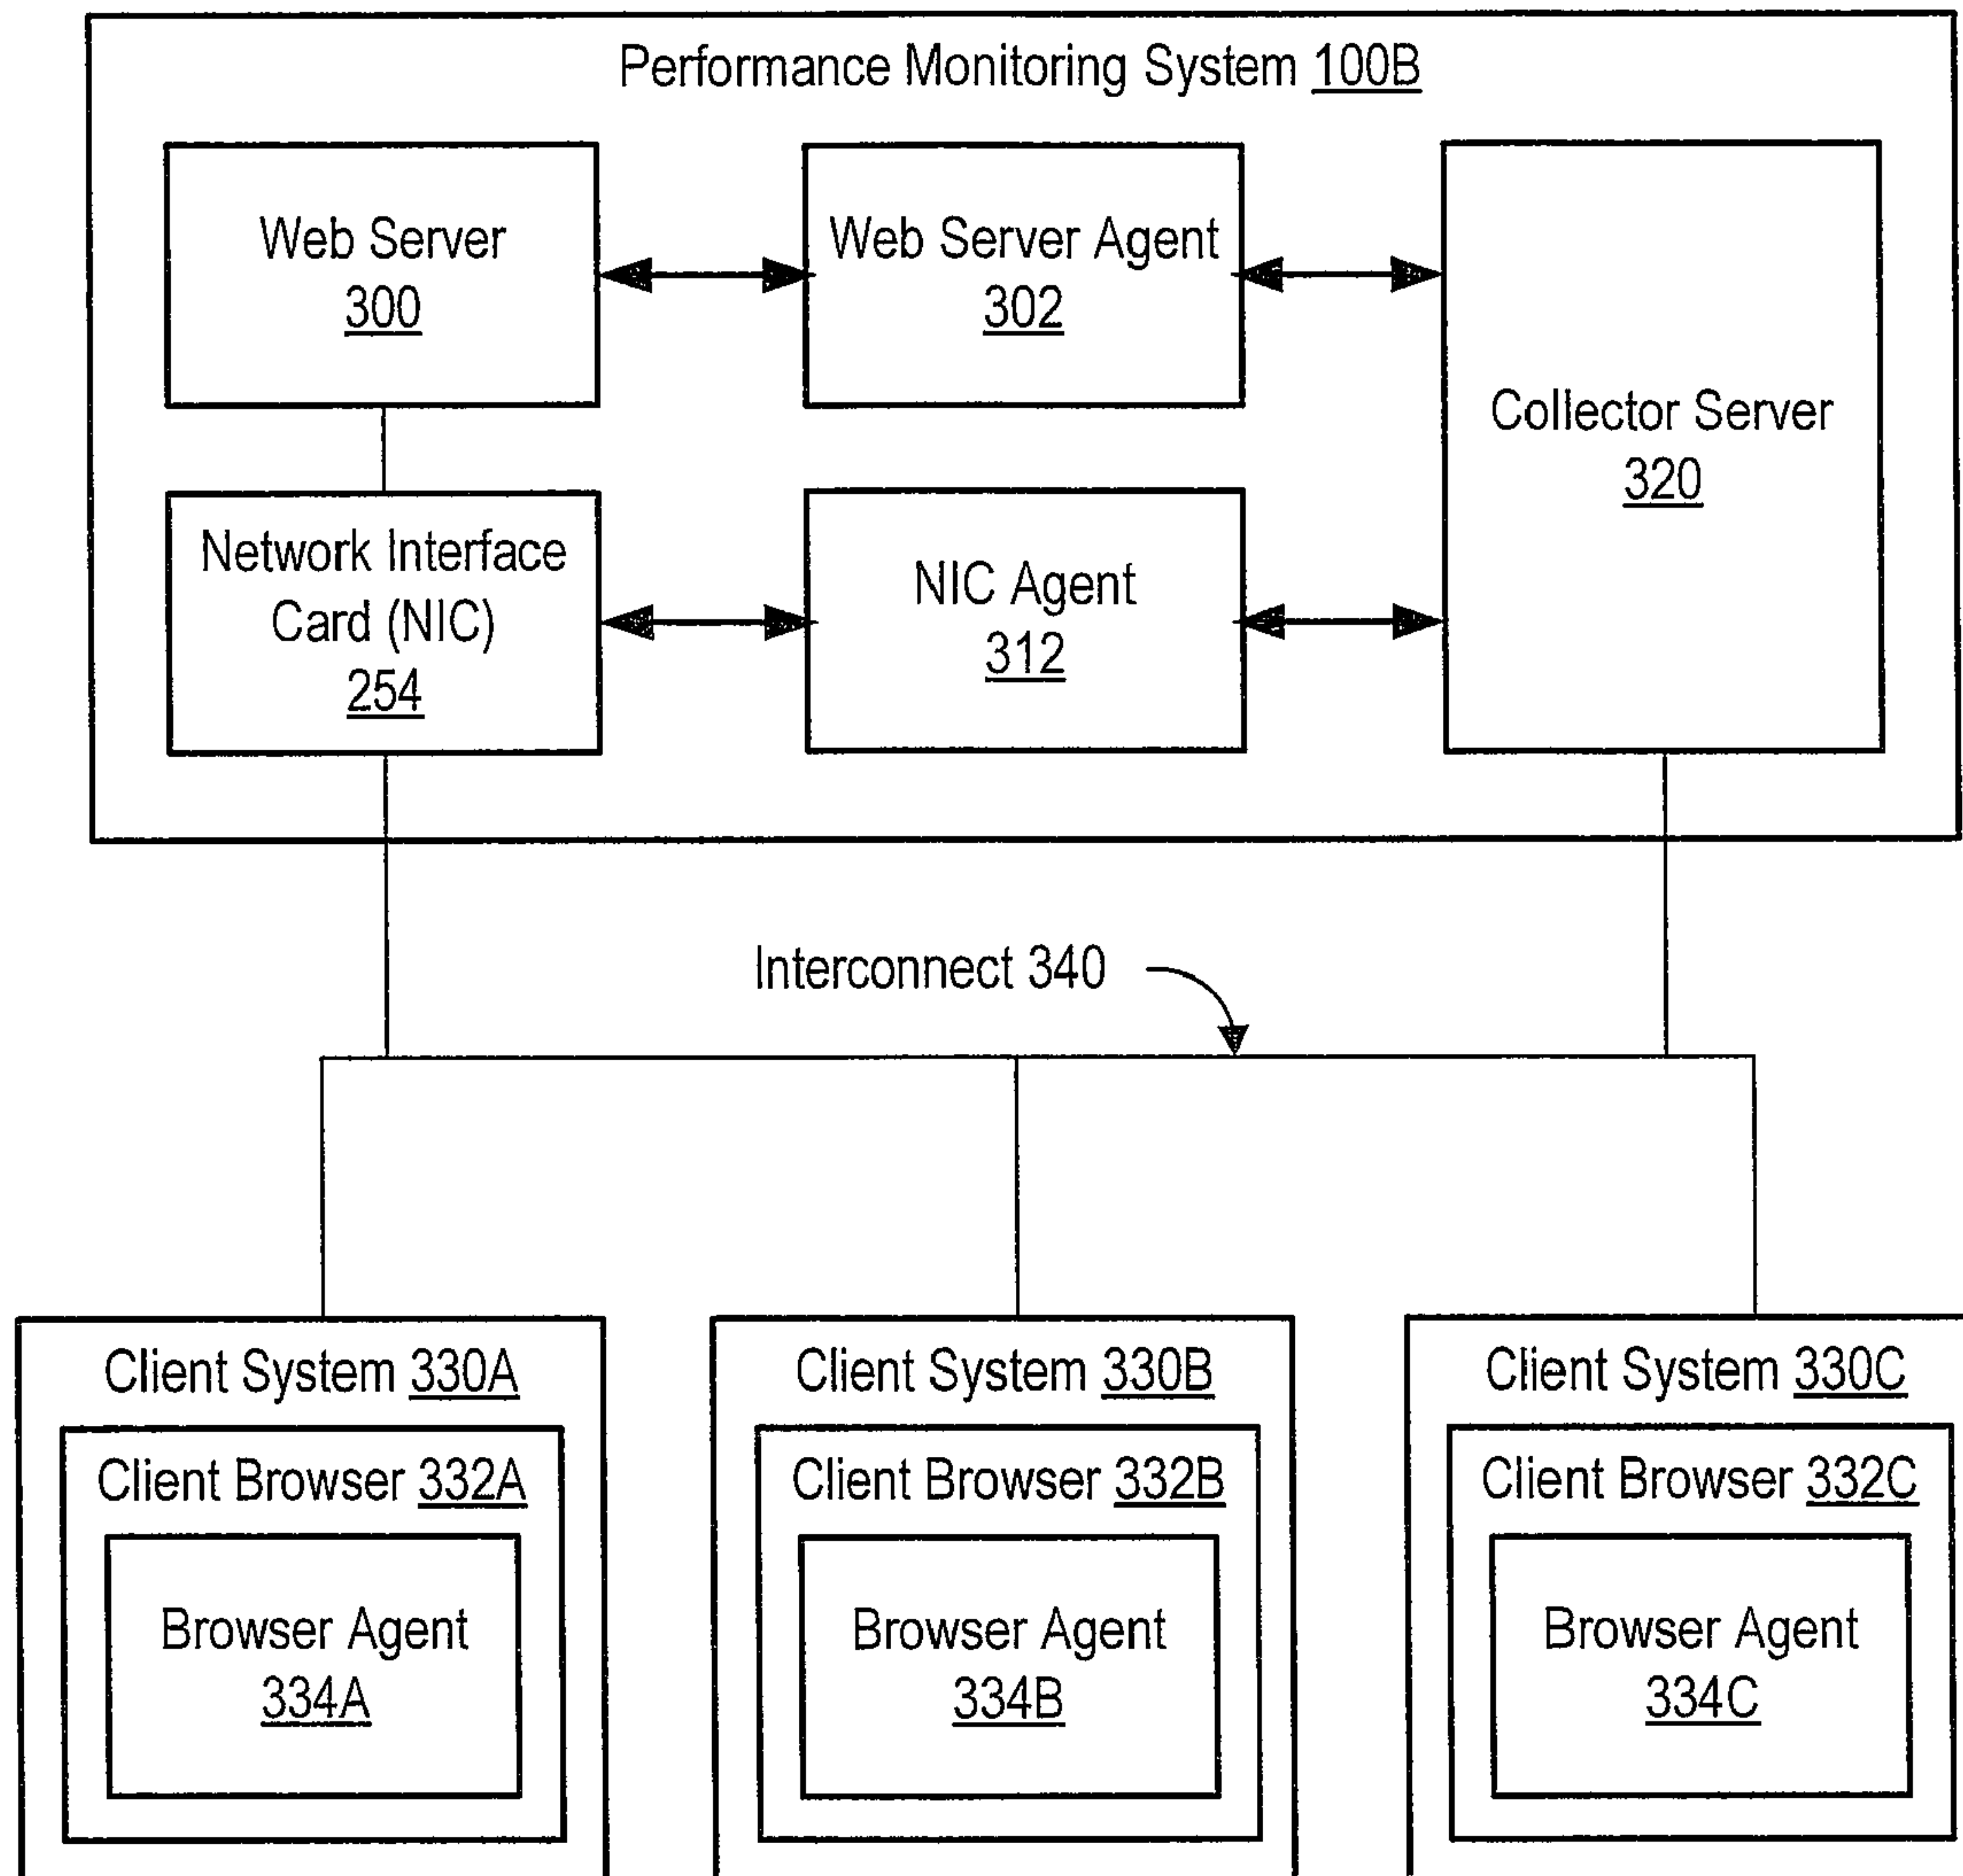 Performance Monitoring System 100B
Web Server
300
Web Server Agent
302
Collector Server
320
Network Interface
Card (NIC)
254
NIC Agent
312
Interconnect 340
Client System 330A
Client Browser 332A
Browser Agent
334A
Client System 330B
Client Browser 332B
Browser Agent
334B
Client System 330C
Client Browser 332C
Browser Agent
334C